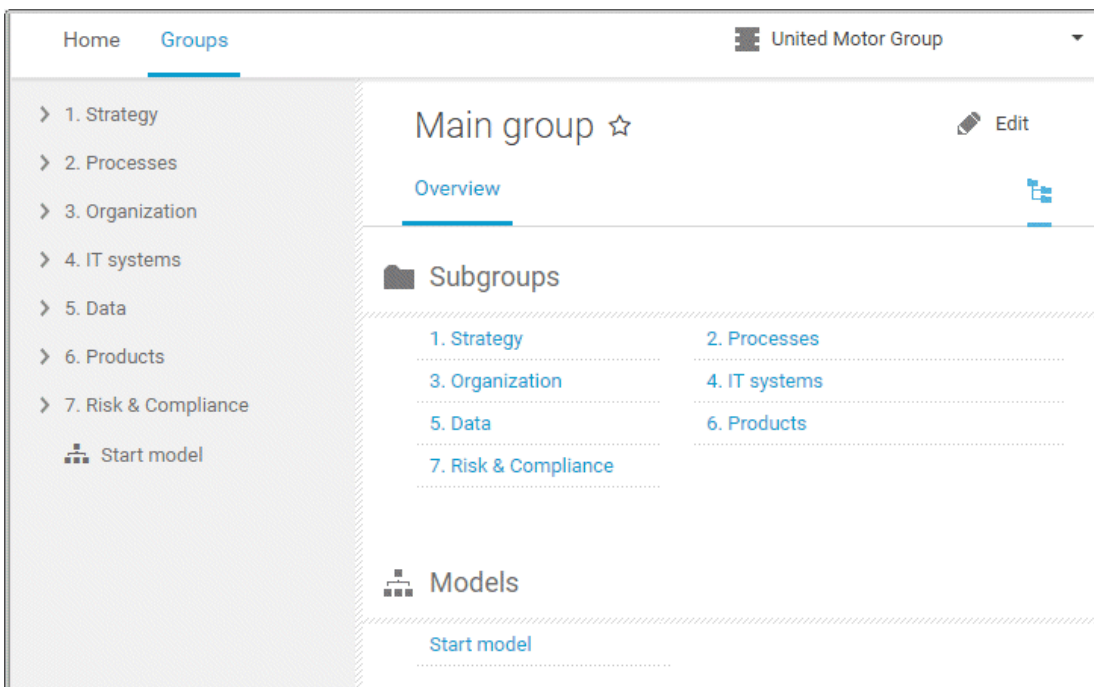 Home Groups United Motor Group
1. Strategy
2. Processes
3. Organization
4. IT systems
5. Data
6. Products
7. Risk & Compliance
Start model
Main group Edit
Overview
Subgroups
1. Strategy 2. Processes
3. Organization 4. IT systems
5. Data 6. Products
7. Risk & Compliance
Models
Start model